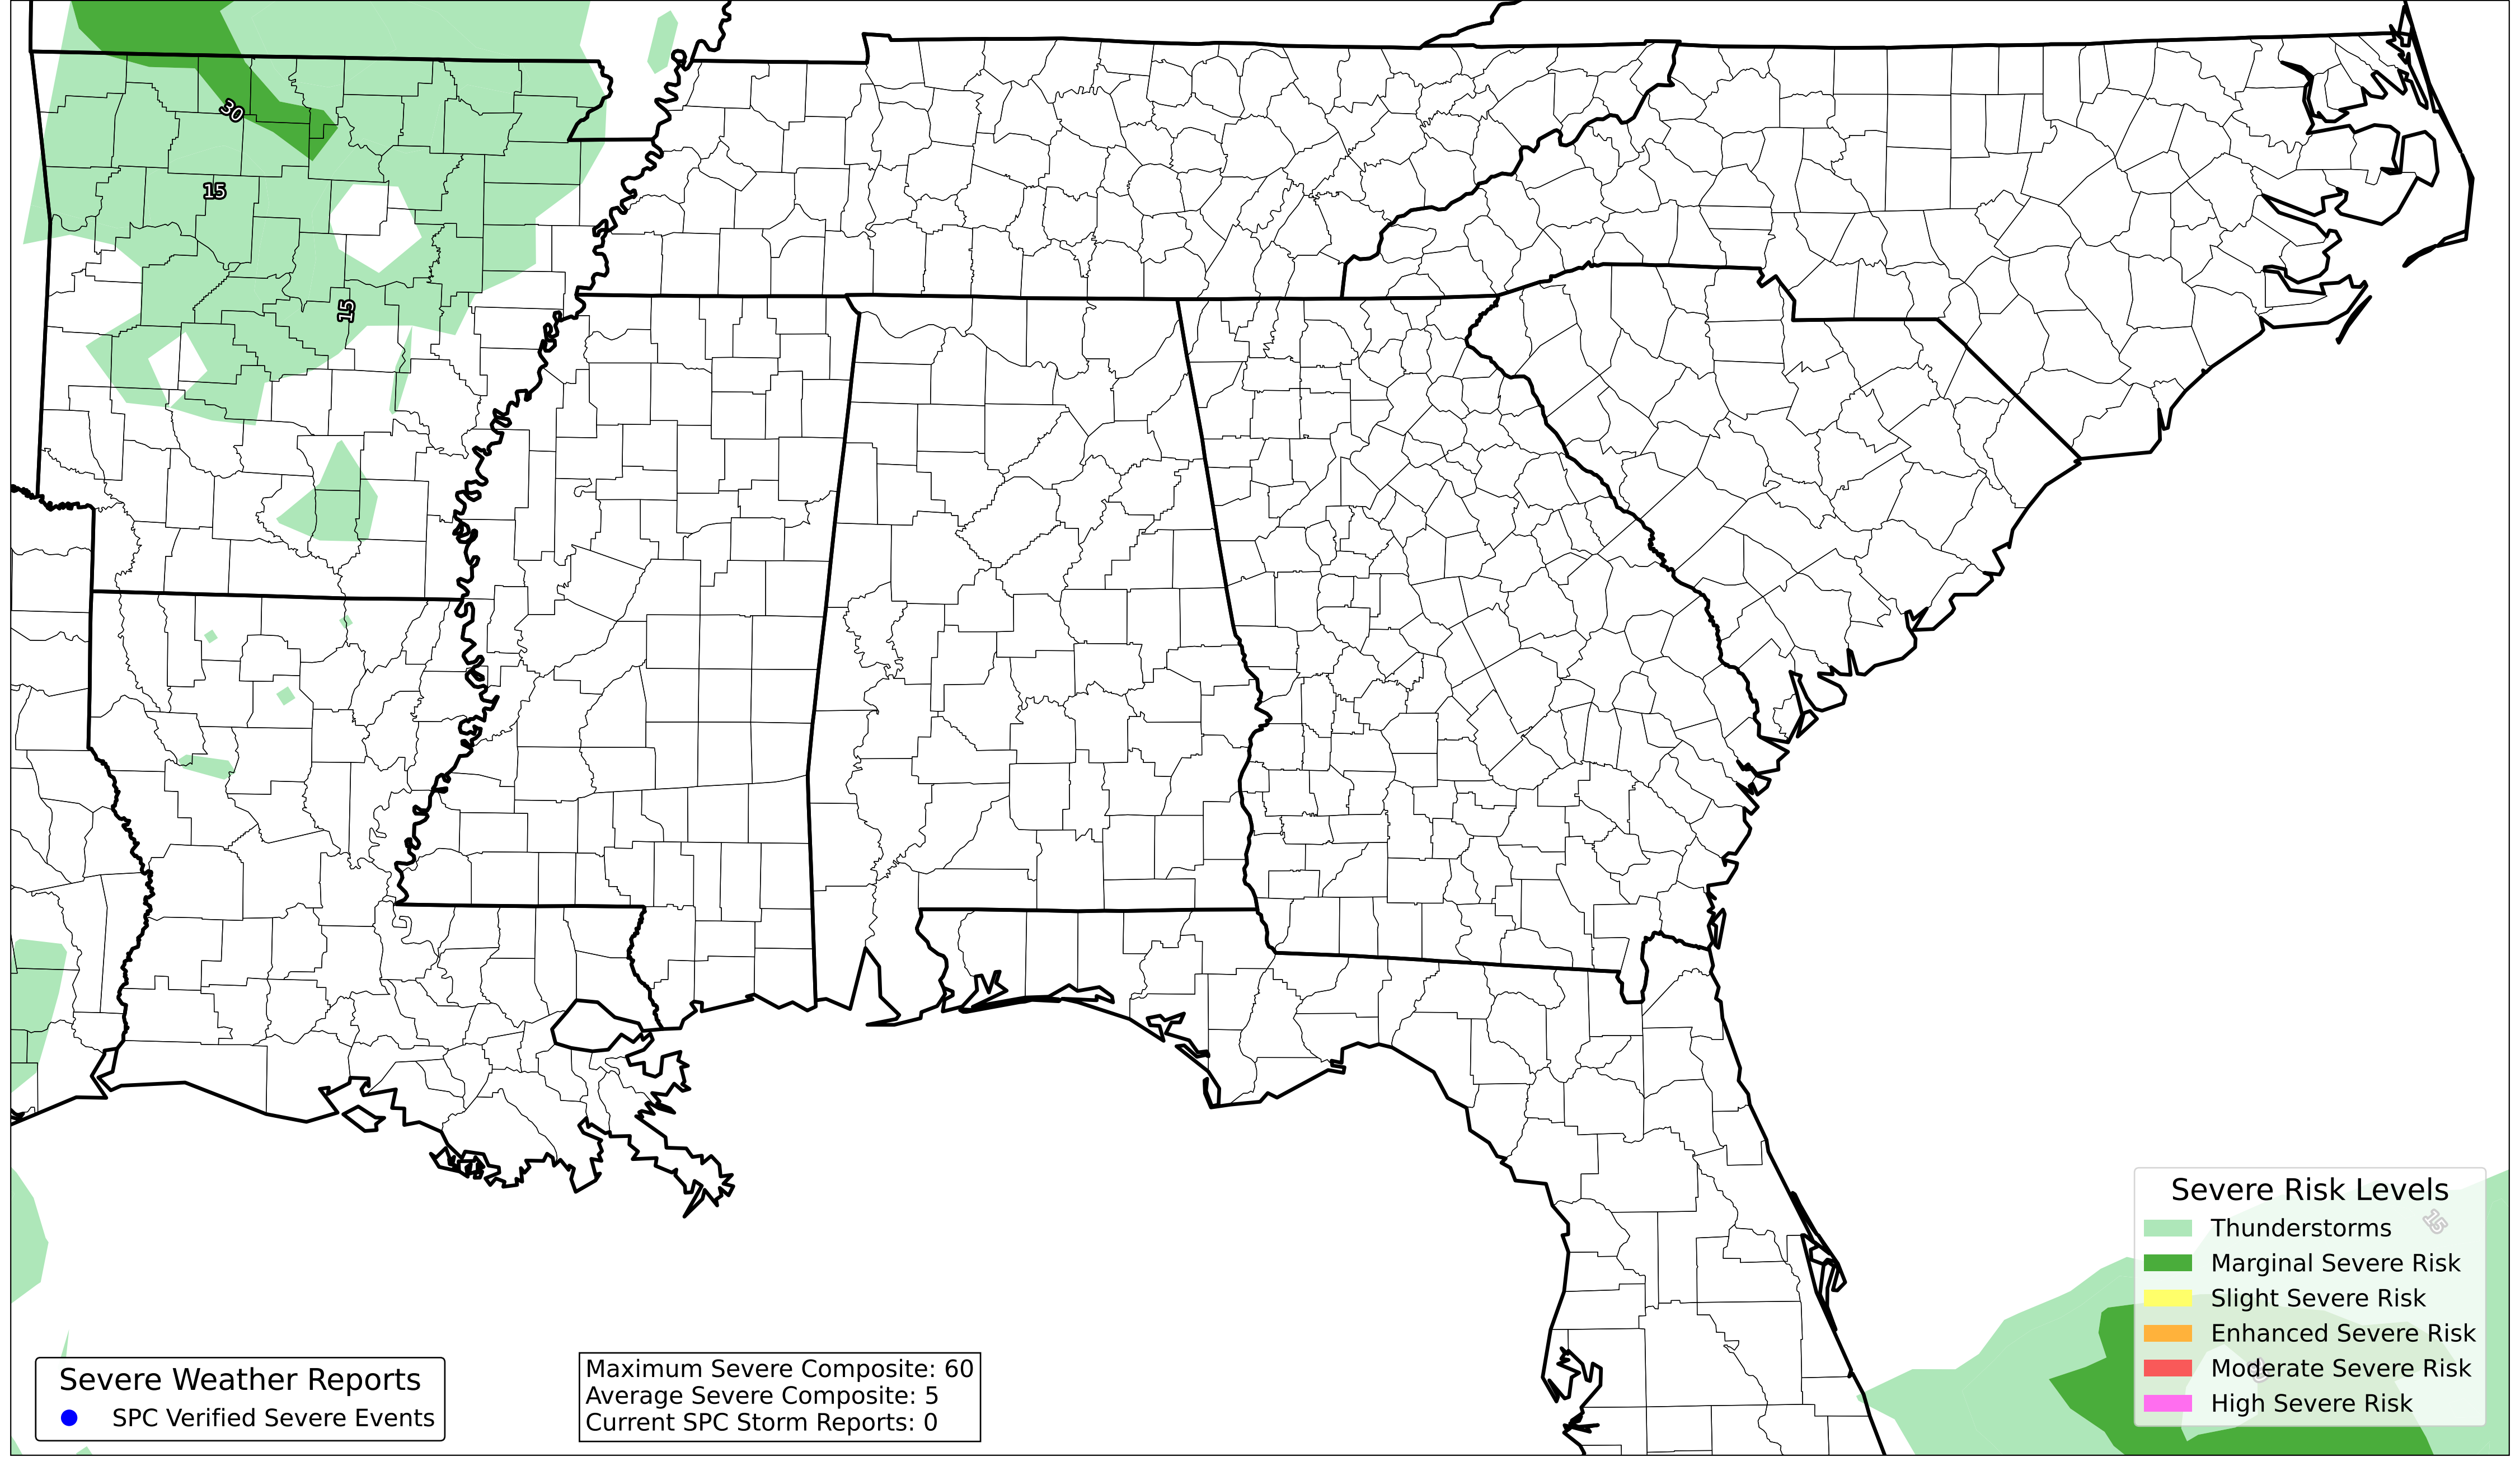 30
15
15
15
Severe Risk Levels
Thunderstorms
Marginal Severe Risk
Slight Severe Risk
Enhanced Severe Risk
Moderate Severe Risk
High Severe Risk
Severe Weather Reports
SPC Verified Severe Events
Maximum Severe Composite: 60
Average Severe Composite: 5
Current SPC Storm Reports: 0